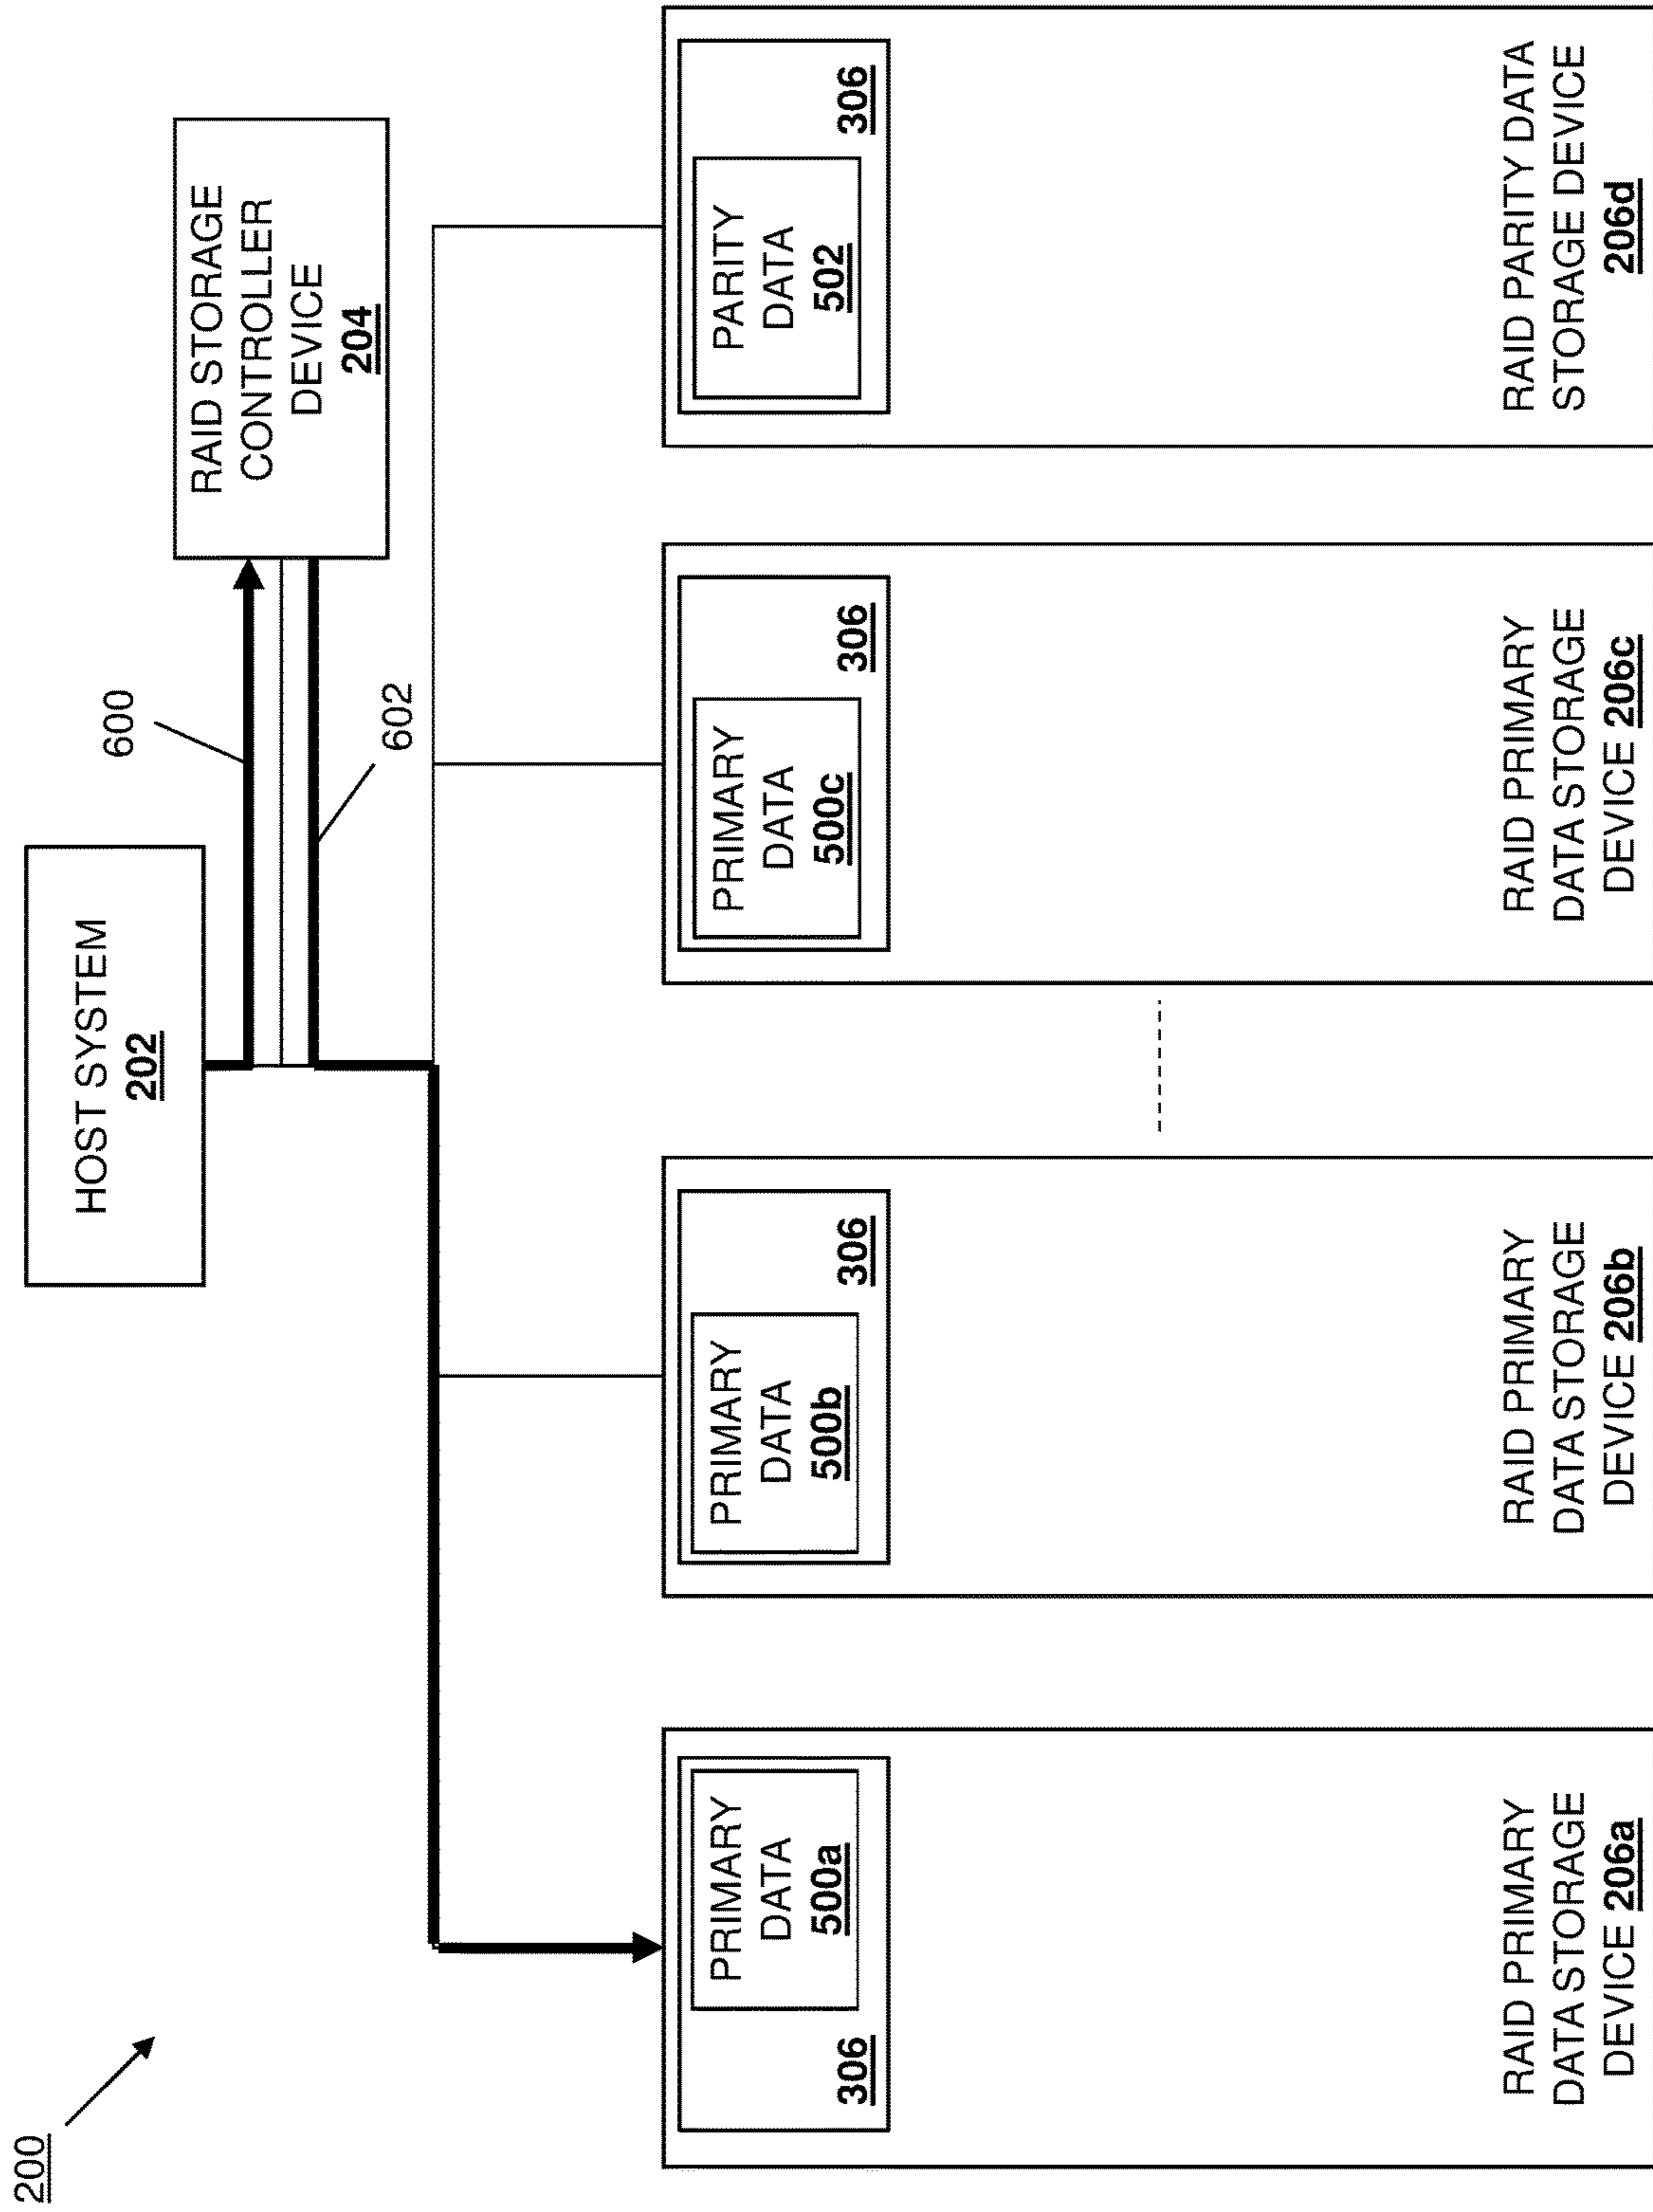 200
HOST SYSTEM
202
600
RAID STORAGE
CONTROLLER
DEVICE
204
602
PRIMARY
DATA
500a
306
PRIMARY
DATA
500b
306
PRIMARY
DATA
500c
306
PARITY
DATA
502
306
RAID PRIMARY
DATA STORAGE
DEVICE 206a
RAID PRIMARY
DATA STORAGE
DEVICE 206b
RAID PRIMARY
DATA STORAGE
DEVICE 206c
RAID PARITY DATA
STORAGE DEVICE
206d